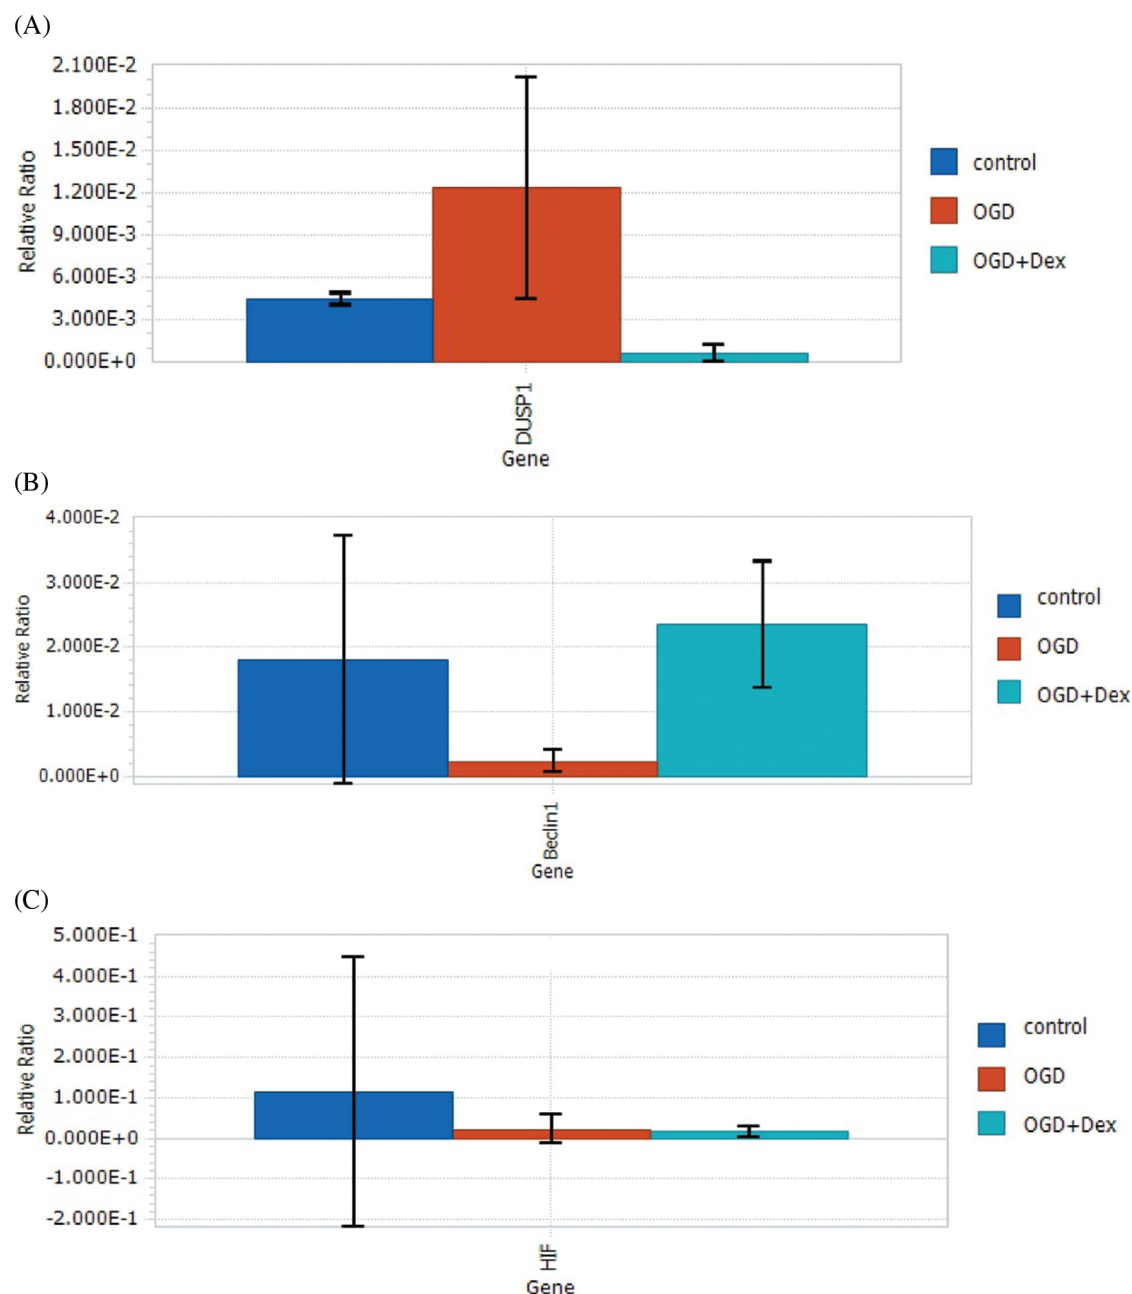 (A)
2.100E-2
1.800E-2
1.500E-2
1.200E-2
9.000E-3
6.000E-3
3.000E-3
0.000E+0
Relative Ratio
DUSP1
Gene
control
OGD
OGD+Dex
(B)
4.000E-2
3.000E-2
2.000E-2
1.000E-2
0.000E+0
Relative Ratio
Beclin1
Gene
control
OGD
OGD+Dex
(C)
5.000E-1
4.000E-1
3.000E-1
2.000E-1
1.000E-1
0.000E+0
-1.000E-1
-2.000E-1
Relative Ratio
HIF
Gene
control
OGD
OGD+Dex